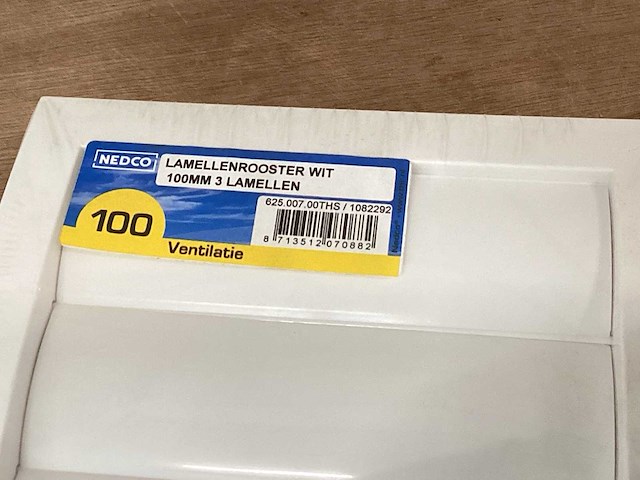 NEDCO
LAMELLENROOSTER WIT
100MM 3 LAMELLEN
625.007.00THS / 1082292
100
8 713512 070882
Ventilatie